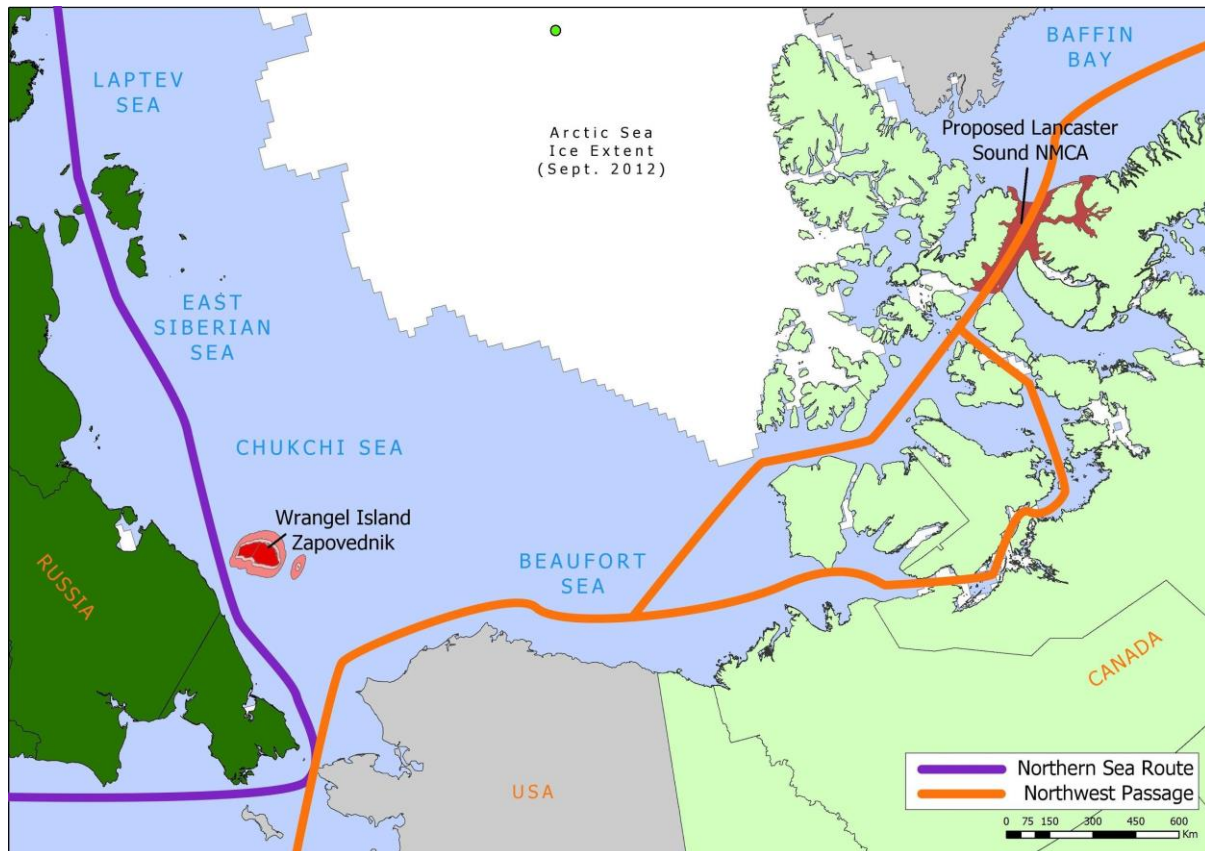 BAFFIN
BAY
LAPTEV
SEA
Arctic Sea
Ice Extent
(Sept. 2012)
Proposed Lancaster
Sound NMCA
EAST
SIBERIAN
SEA
CHUKCHI SEA
Wrangel Island
Zapovednik
BEAUFORT
SEA
RUSSIA
CANADA
USA
Northern Sea Route
Northwest Passage
0 75 150 300 450 600
Km